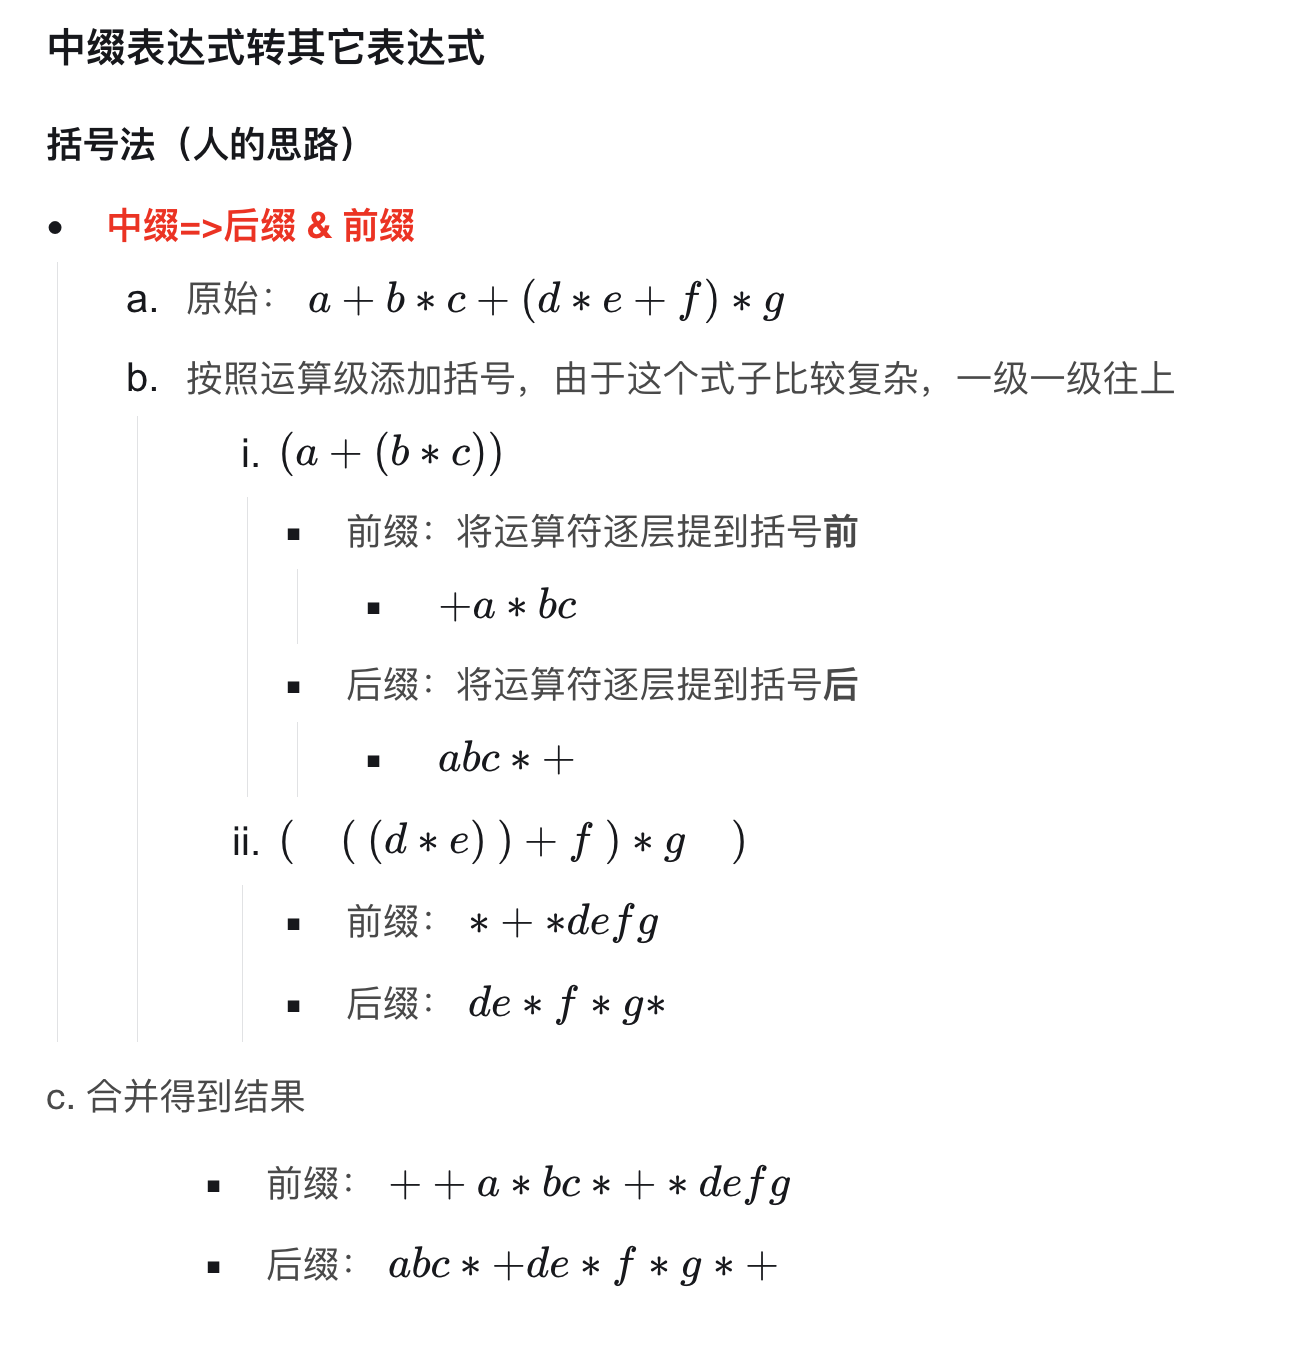 中缀表达式转其它表达式
括号法（人的思路）
• 中缀=>后缀 & 前缀
a. 原始： a + b ∗ c + (d ∗ e + f) ∗ g
b. 按照运算级添加括号，由于这个式子比较复杂，一级一级往上
i. (a + (b ∗ c))
▪ 前缀：将运算符逐层提到括号前
▪ +a ∗ bc
▪ 后缀：将运算符逐层提到括号后
▪ abc ∗ +
ii. ( ( (d ∗ e) ) + f ) ∗ g )
▪ 前缀： ∗ + ∗defg
▪ 后缀： de ∗ f ∗ g∗
c. 合并得到结果
▪ 前缀： + + a ∗ bc ∗ + ∗ defg
▪ 后缀： abc ∗ +de ∗ f ∗ g ∗ +